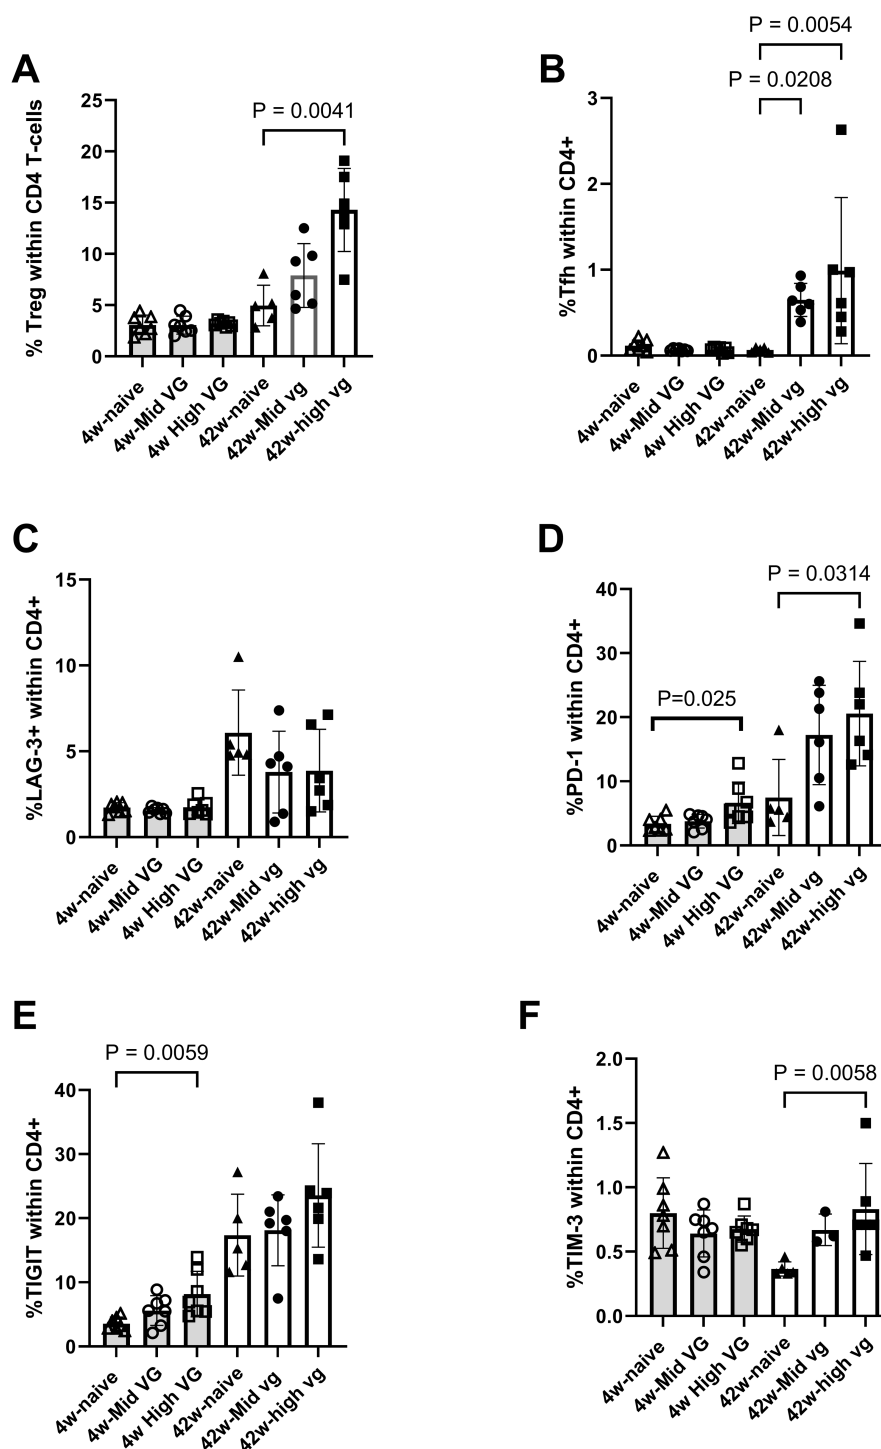 A
% Treg within CD4 T-cells
25
20
15
10
5
0
P = 0.0041
4w-naive
4w-Mid VG
4w High VG
42w-naive
42w-Mid vg
42w-high vg
B
%Tfh within CD4+
3
2
1
0
P = 0.0054
P = 0.0208
4w-naive
4w-Mid VG
4w High VG
42w-naive
42w-Mid vg
42w-high vg
C
%LAG-3+ within CD4+
15
10
5
0
4w-naive
4w-Mid VG
4w High VG
42w-naive
42w-Mid vg
42w-high vg
D
%PD-1 within CD4+
40
30
20
10
0
P = 0.0314
P=0.025
4w-naive
4w-Mid VG
4w High VG
42w-naive
42w-Mid vg
42w-high vg
E
%TIGIT within CD4+
40
30
20
10
0
P = 0.0059
4w-naive
4w-Mid VG
4w High VG
42w-naive
42w-Mid vg
42w-high vg
F
%TIM-3 within CD4+
2.0
1.5
1.0
0.5
0.0
P = 0.0058
4w-naive
4w-Mid VG
4w High VG
42w-naive
42w-Mid vg
42w-high vg